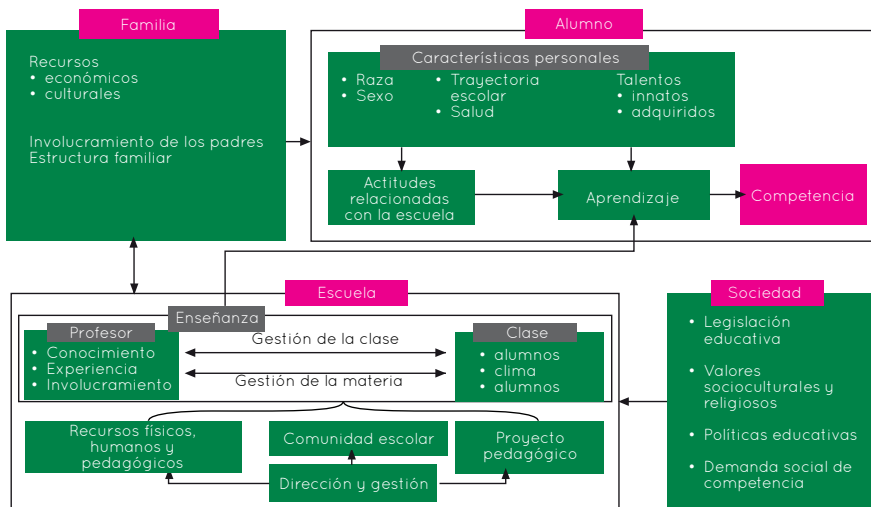 Familia
Recursos
• económicos
• culturales
Involucramiento de los padres
Estructura familiar
Alumno
Características personales
• Raza
• Sexo
• Trayectoria
escolar
• Salud
Talentos
• innatos
• adquiridos
Actitudes
relacionadas
con la escuela
Aprendizaje
Competencia
Escuela
Enseñanza
Profesor
• Conocimiento
• Experiencia
• Involucramiento
Gestión de la clase
Gestión de la materia
Clase
• alumnos
• clima
• alumnos
Recursos físicos,
humanos y
pedagógicos
Comunidad escolar
Proyecto
pedagógico
Dirección y gestión
Sociedad
• Legislación
educativa
• Valores
socioculturales y
religiosos
• Políticas educativas
• Demanda social de
competencia